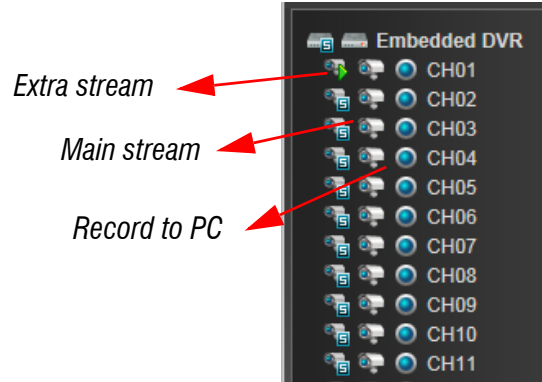 Embedded DVR
Extra stream
CH01
CH02
Main stream
CH03
CH04
CH05
Record to PC
CH06
CH07
CH08
CH09
CH10
CH11